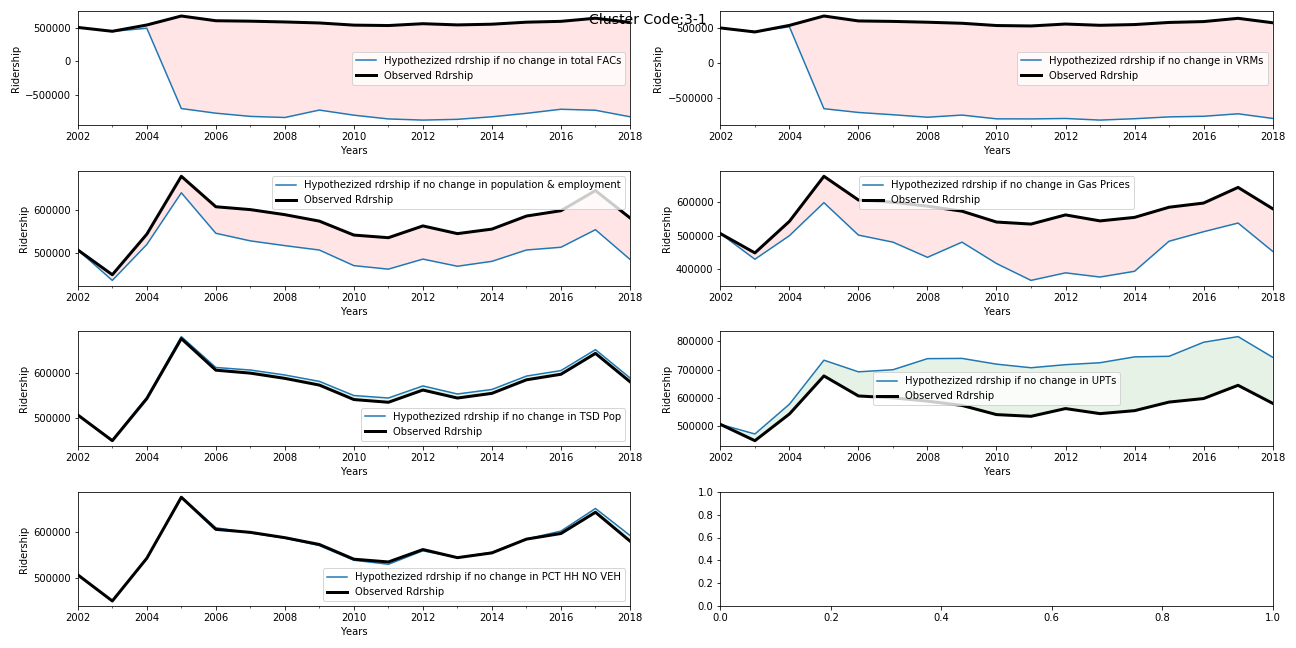 Cluster Code:3-1
500000
0
−500000
Ridership
Hypothezized rdrship if no change in total FACs
Observed Rdrship
2002 2004 2006 2008 2010 2012 2014 2016 2018
Years
500000
0
−500000
Ridership
Hypothezized rdrship if no change in VRMs
Observed Rdrship
2002 2004 2006 2008 2010 2012 2014 2016 2018
Years
600000
500000
Ridership
Hypothezized rdrship if no change in population & employment
Observed Rdrship
2002 2004 2006 2008 2010 2012 2014 2016 2018
Years
600000
500000
400000
Ridership
Hypothezized rdrship if no change in Gas Prices
Observed Rdrship
2002 2004 2006 2008 2010 2012 2014 2016 2018
Years
600000
500000
Ridership
Hypothezized rdrship if no change in TSD Pop
Observed Rdrship
2002 2004 2006 2008 2010 2012 2014 2016 2018
Years
800000
700000
600000
500000
Ridership
Hypothezized rdrship if no change in UPTs
Observed Rdrship
2002 2004 2006 2008 2010 2012 2014 2016 2018
Years
600000
500000
Ridership
Hypothezized rdrship if no change in PCT HH NO VEH
Observed Rdrship
2002 2004 2006 2008 2010 2012 2014 2016 2018
Years
1.0
0.8
0.6
0.4
0.2
0.0
0.0 0.2 0.4 0.6 0.8 1.0